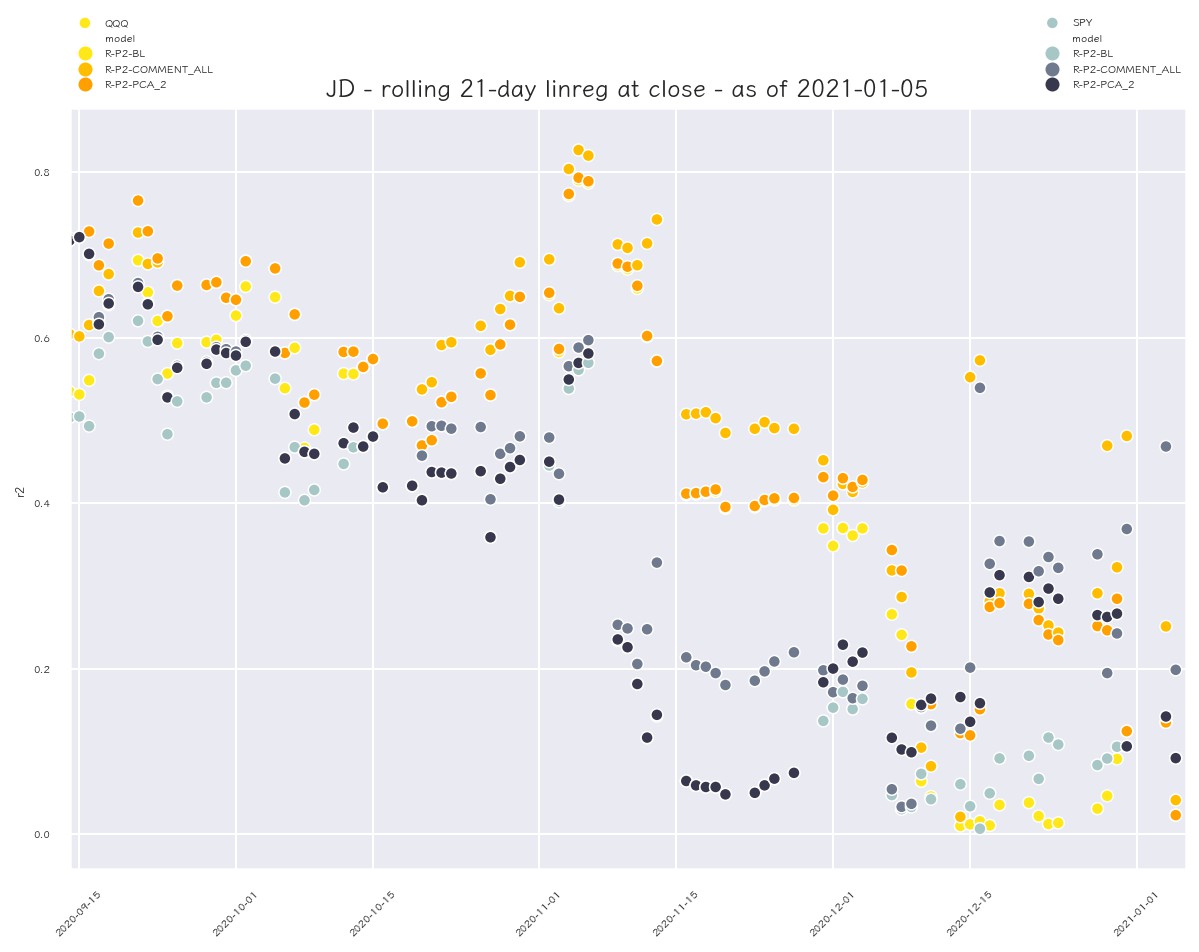 QQQ
model
R-P2-BL
R-P2-COMMENT_ALL
R-P2-PCA_2
SPY
model
R-P2-BL
R-P2-COMMENT_ALL
R-P2-PCA_2
JD - rolling 21-day linreg at close - as of 2021-01-05
0.8
0.6
0.4
0.2
0.0
r2
2020-09-15
2020-10-01
2020-10-15
2020-11-01
2020-11-15
2020-12-01
2020-12-15
2021-01-01